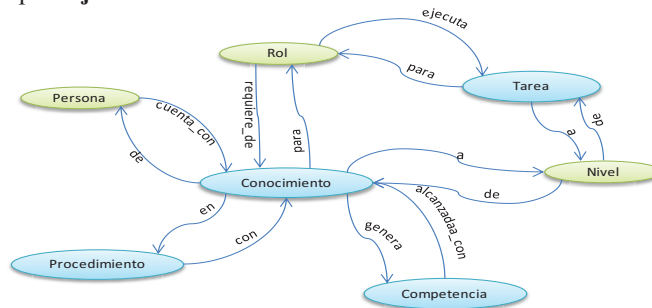 ejecuta
Rol
para
Tarea
Persona
cuenta_con
requiere_de
para
a
de
de
a
Nivel
Conocimiento
de
alcanzadaa_con
en
con
genera
Procedimiento
Competencia